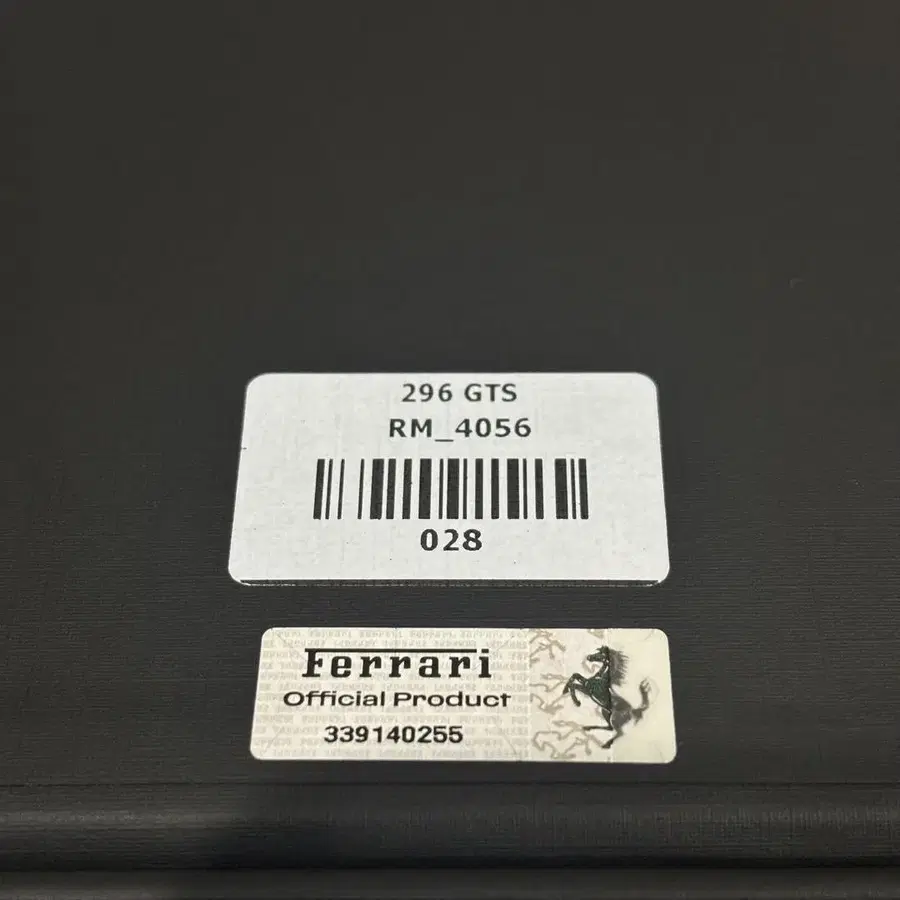 296 GTS
RM_4056
028
Ferrari
Official Product
339140255